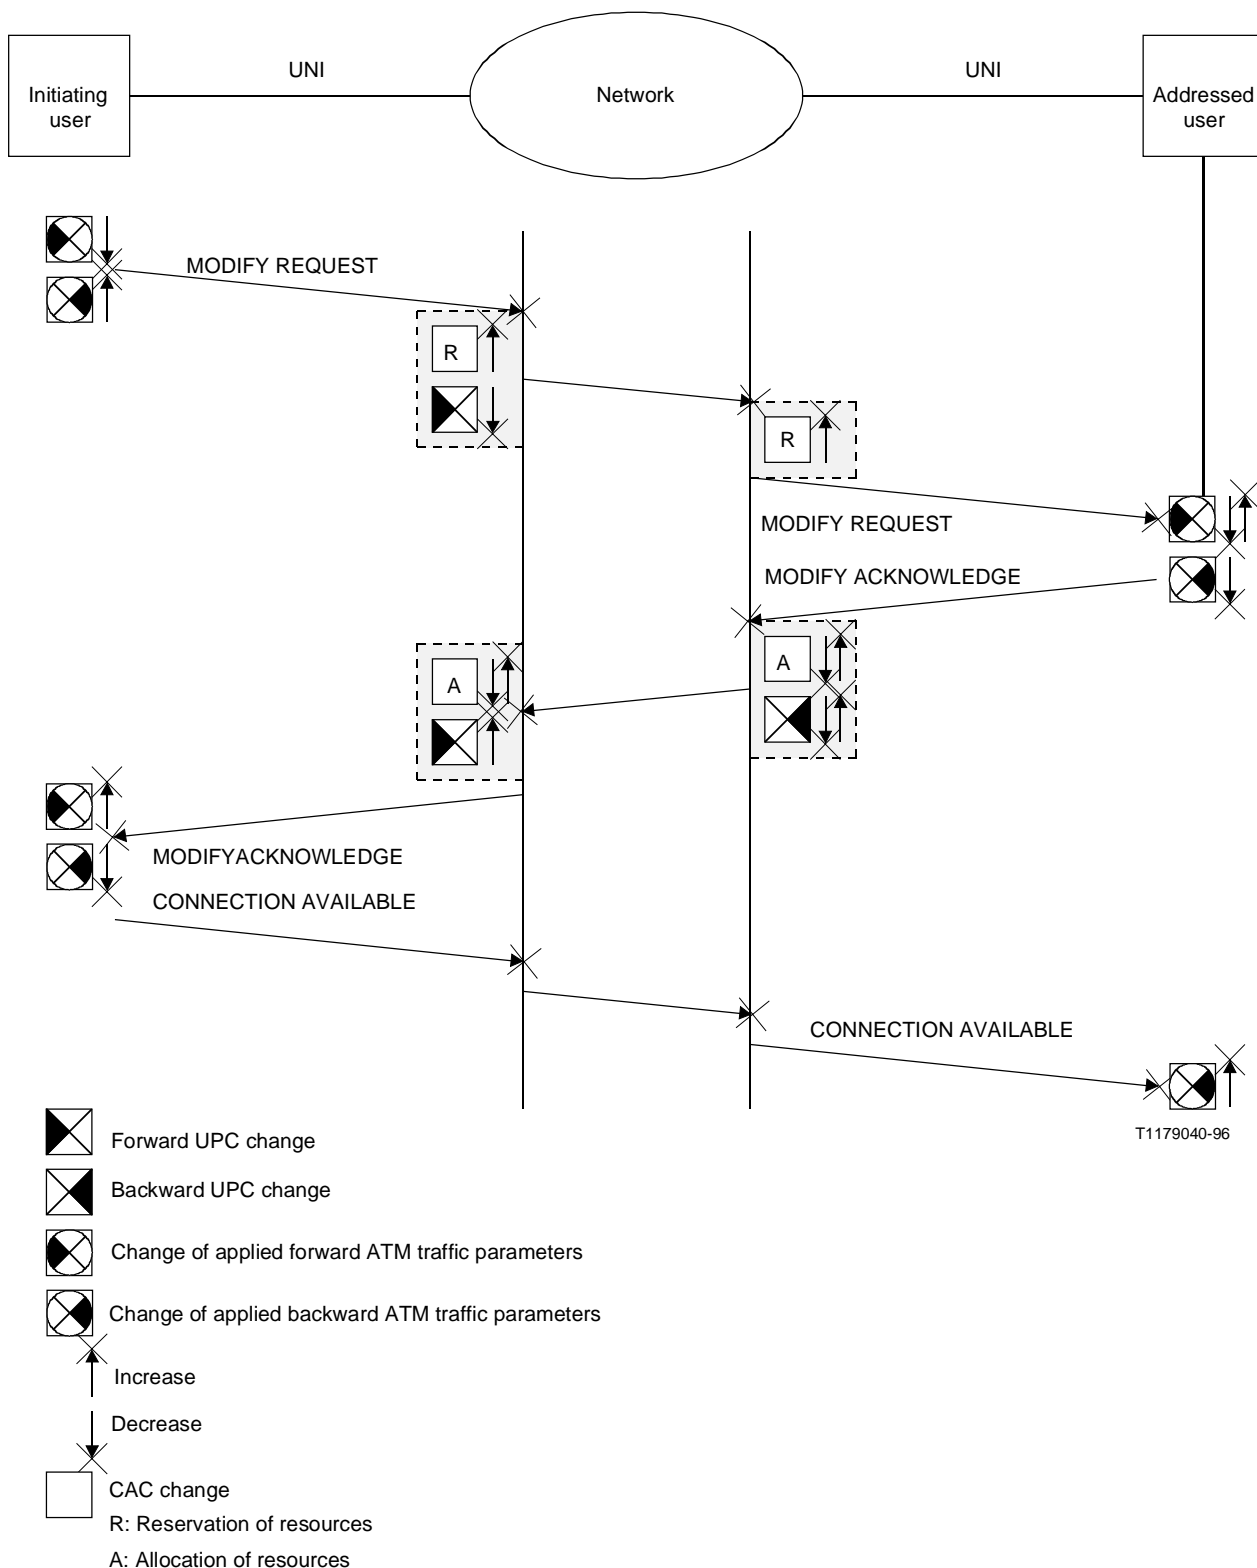 UNI
UNI
Initiating
user
Network
Addressed
user
MODIFY REQUEST
R
R
MODIFY REQUEST
MODIFY ACKNOWLEDGE
A
A
MODIFYACKNOWLEDGE
CONNECTION AVAILABLE
CONNECTION AVAILABLE
T1179040-96
Forward UPC change
Backward UPC change
Change of applied forward ATM traffic parameters
Change of applied backward ATM traffic parameters
Increase
Decrease
CAC change
R: Reservation of resources
A: Allocation of resources